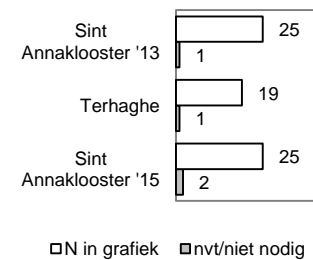 Sint
Annaklooster '13
25
1
Terhaghe
19
1
Sint
Annaklooster '15
25
2
N in grafiek nvt/niet nodig